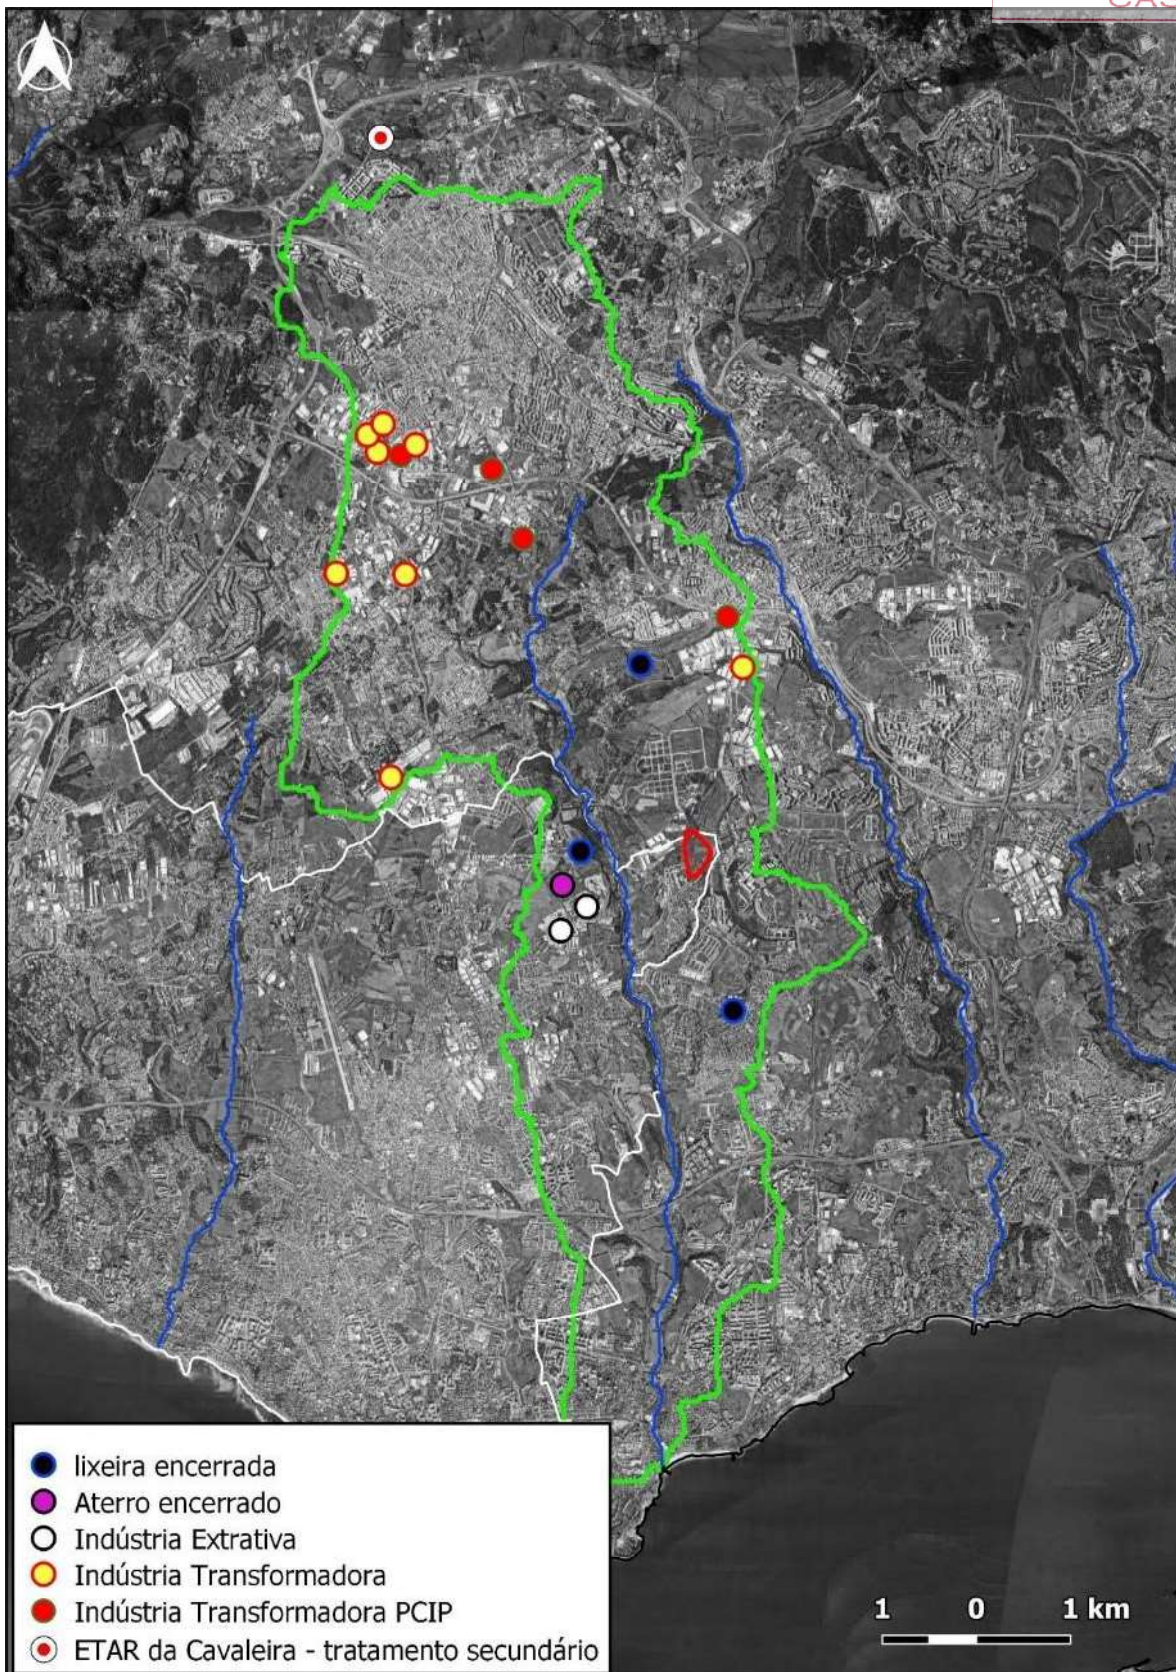 lixeira encerrada
Aterro encerrado
Indústria Extrativa
Indústria Transformadora
Indústria Transformadora PCIP
ETAR da Cavaleira - tratamento secundário
1 0 1 km